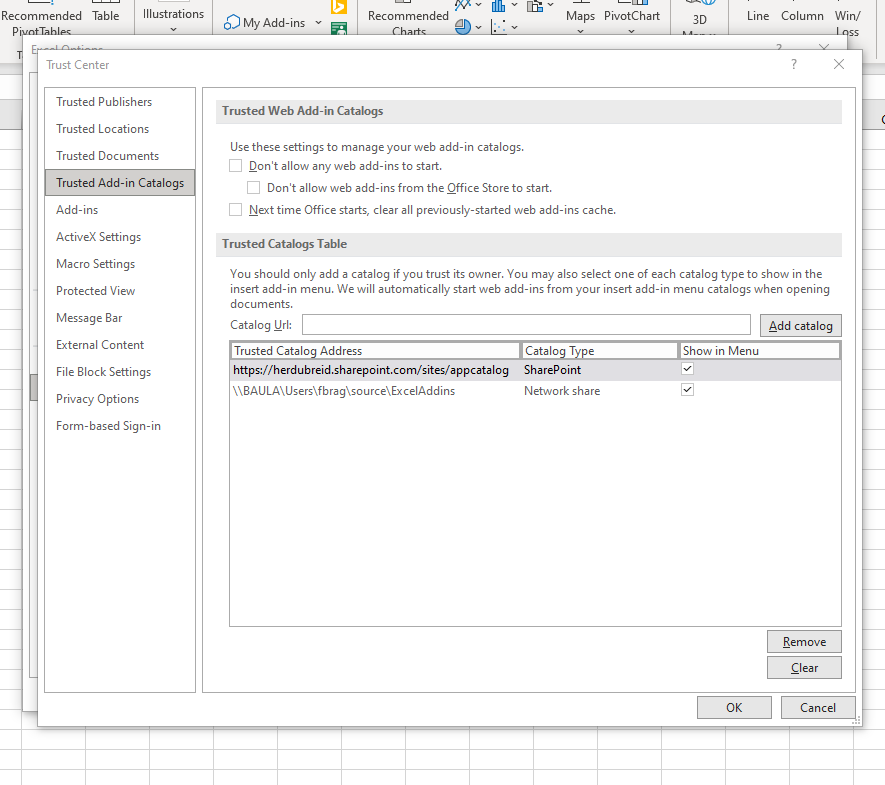 Recommended
PivotTables
Table
Illustrations
My Add-ins
Recommended
Charts
Maps
PivotChart
3D
Line
Column
Win/
Loss
Excel Options
?
Trust Center
?
Trusted Publishers
Trusted Locations
Trusted Documents
Trusted Add-in Catalogs
Add-ins
ActiveX Settings
Macro Settings
Protected View
Message Bar
External Content
File Block Settings
Privacy Options
Form-based Sign-in
Trusted Web Add-in Catalogs
Use these settings to manage your web add-in catalogs.
Don't allow any web add-ins to start.
Don't allow web add-ins from the Office Store to start.
Next time Office starts, clear all previously-started web add-ins cache.
Trusted Catalogs Table
You should only add a catalog if you trust its owner. You may also select one of each catalog type to show in the
insert add-in menu. We will automatically start web add-ins from your insert add-in menu catalogs when opening
documents.
Catalog Url:
Add catalog
Trusted Catalog Address Catalog Type Show in Menu
https://herdubreid.sharepoint.com/sites/appcatalog SharePoint
\\BAULA\Users\fbrag\source\ExcelAddins Network share
Remove
Clear
OK
Cancel